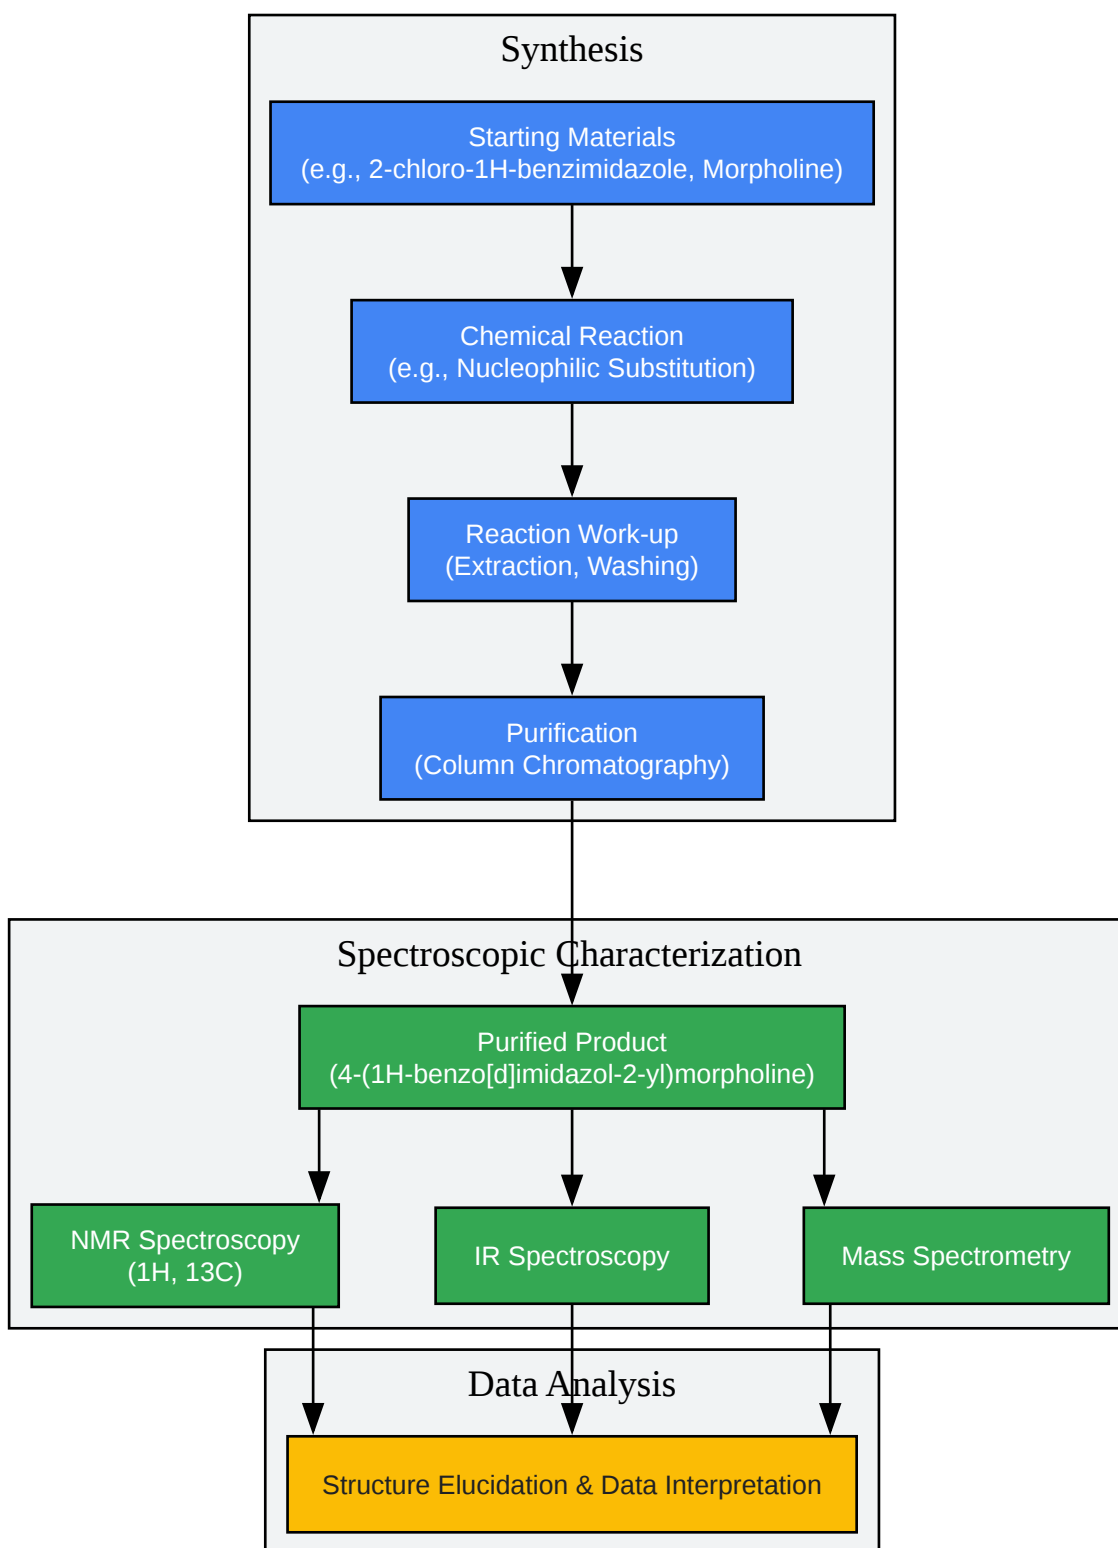 Synthesis
Starting Materials
(e.g., 2-chloro-1H-benzimidazole, Morpholine)
Chemical Reaction
(e.g., Nucleophilic Substitution)
Reaction Work-up
(Extraction, Washing)
Purification
(Column Chromatography)
Spectroscopic Characterization
Purified Product
(4-(1H-benzo[d]imidazol-2-yl)morpholine)
NMR Spectroscopy
(1H, 13C)
IR Spectroscopy
Mass Spectrometry
Data Analysis
Structure Elucidation & Data Interpretation